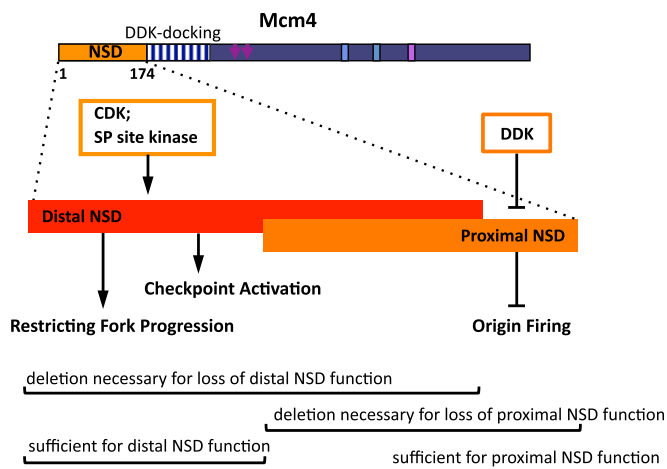 Mcm4
DDK-docking
NSD
1
174
CDK;
SP site kinase
DDK
Distal NSD
Proximal NSD
Checkpoint Activation
Restricting Fork Progression
Origin Firing
deletion necessary for loss of distal NSD function
deletion necessary for loss of proximal NSD function
sufficient for distal NSD function
sufficient for proximal NSD function